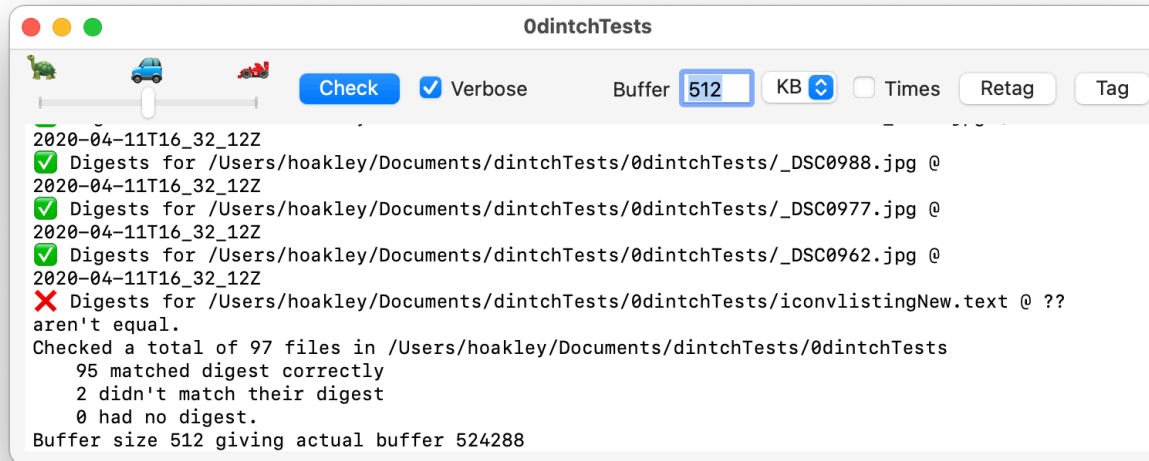 0dintchTests
Check Verbose Buffer 512 KB Times Retag Tag
2020-04-11T16_32_12Z
✅ Digests for /Users/hoakley/Documents/dintchTests/0dintchTests/_DSC0988.jpg @
2020-04-11T16_32_12Z
✅ Digests for /Users/hoakley/Documents/dintchTests/0dintchTests/_DSC0977.jpg @
2020-04-11T16_32_12Z
✅ Digests for /Users/hoakley/Documents/dintchTests/0dintchTests/_DSC0962.jpg @
2020-04-11T16_32_12Z
❌ Digests for /Users/hoakley/Documents/dintchTests/0dintchTests/iconvlistingNew.text @ ??
aren't equal.
Checked a total of 97 files in /Users/hoakley/Documents/dintchTests/0dintchTests
95 matched digest correctly
2 didn't match their digest
0 had no digest.
Buffer size 512 giving actual buffer 524288